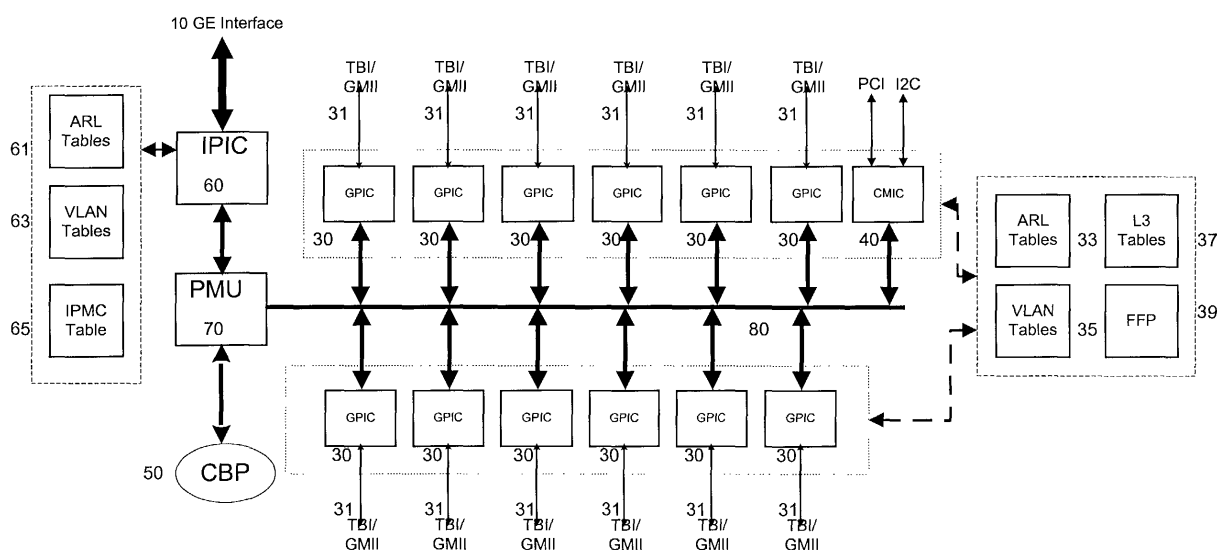 10 GE Interface
TBI/ GMII TBI/ GMII TBI/ GMII TBI/ GMII TBI/ GMII TBI/ GMII PCI I2C
31 31 31 31 31 31
61 ARL Tables
IPIC 60
GPIC GPIC GPIC GPIC GPIC GPIC CMIC
30 30 30 30 30 30 40
63 VLAN Tables
ARL Tables 33 L3 Tables 37
65 IPMC Table
PMU 70
80
VLAN Tables 35 FFP 39
GPIC GPIC GPIC GPIC GPIC GPIC
30 30 30 30 30 30
50 CBP
31 31 31 31 31 31
TBI/ GMII TBI/ GMII TBI/ GMII TBI/ GMII TBI/ GMII TBI/ GMII